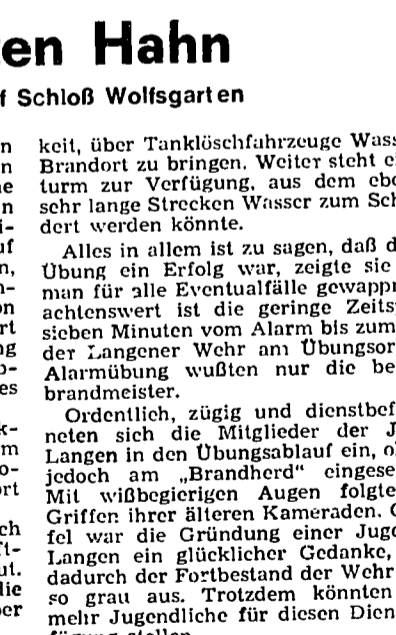 ten Hahn
f Schloß Wolfsgarten
keit, über Tanklöschfahrzeuge Wass
Brandort zu bringen. Weiter steht e
turm zur Verfügung, aus dem ebe
sehr lange Strecken Wasser zum Sch
dert werden könnte.
Alles in allem ist zu sagen, daß d
Übung ein Erfolg war, zeigte sie
man für alle Eventualfälle gewappn
achtenswert ist die geringe Zeits
sieben Minuten vom Alarm bis zum
der Langener Wehr am Übungsor
Alarmübung wußten nur die be
brandmeister.
Ordentlich, zügig und dienstbef
neten sich die Mitglieder der J
Langen in den Übungsablauf ein, o
jedoch am „Brandherd" eingese
Mit wißbegierigen Augen folgte
Griffen ihrer älteren Kameraden.
fel war die Gründung einer Juge
Langen ein glücklicher Gedanke,
dadurch der Fortbestand der Wehr
so grau aus. Trotzdem könnten
mehr Jugendliche für diesen Dien